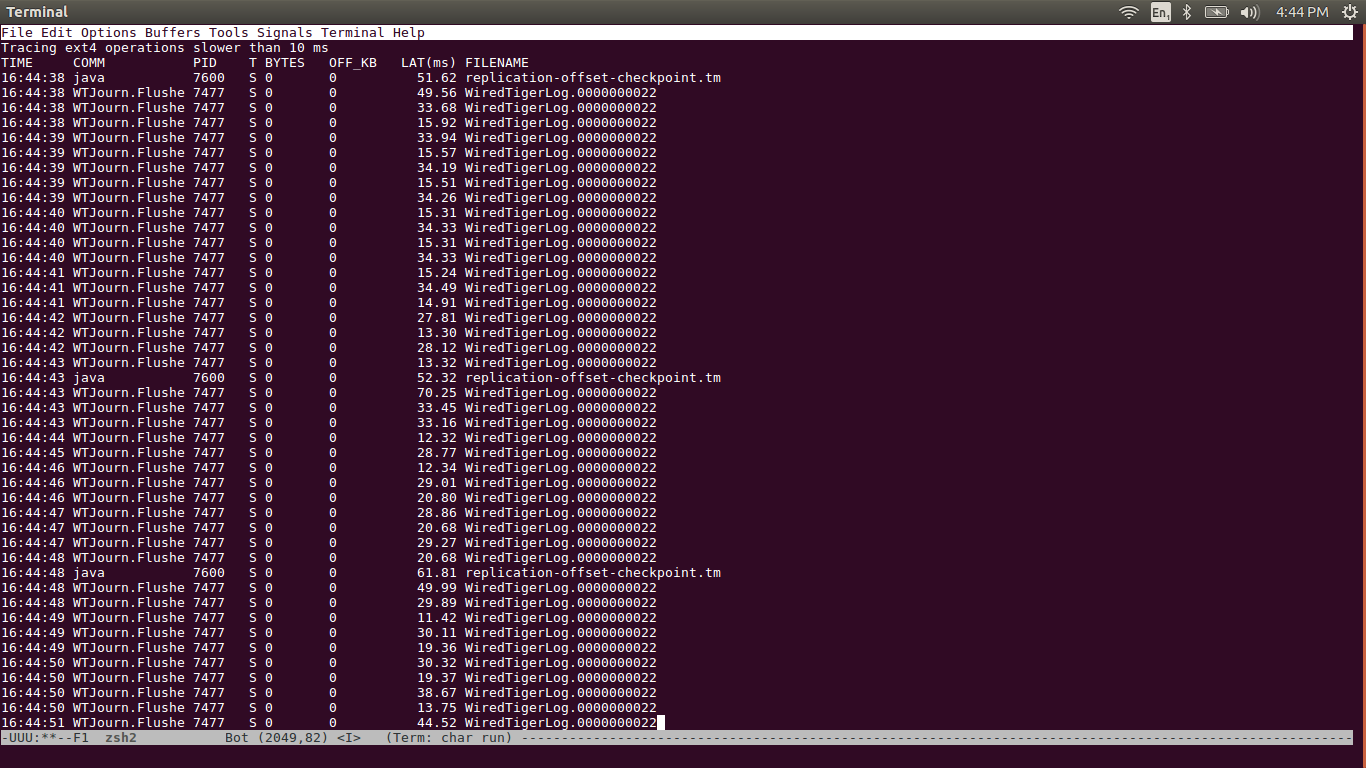 Terminal
En1 4:44 PM
File Edit Options Buffers Tools Signals Terminal Help
Tracing ext4 operations slower than 10 ms
TIME     COMM           PID    T BYTES   OFF_KB   LAT(ms) FILENAME
16:44:38 java           7600   S 0       0          51.62 replication-offset-checkpoint.tm
16:44:38 WTJourn.Flushe 7477   S 0       0          49.56 WiredTigerLog.0000000022
16:44:38 WTJourn.Flushe 7477   S 0       0          33.68 WiredTigerLog.0000000022
16:44:38 WTJourn.Flushe 7477   S 0       0          15.92 WiredTigerLog.0000000022
16:44:39 WTJourn.Flushe 7477   S 0       0          33.94 WiredTigerLog.0000000022
16:44:39 WTJourn.Flushe 7477   S 0       0          15.57 WiredTigerLog.0000000022
16:44:39 WTJourn.Flushe 7477   S 0       0          34.19 WiredTigerLog.0000000022
16:44:39 WTJourn.Flushe 7477   S 0       0          15.51 WiredTigerLog.0000000022
16:44:39 WTJourn.Flushe 7477   S 0       0          34.26 WiredTigerLog.0000000022
16:44:40 WTJourn.Flushe 7477   S 0       0          15.31 WiredTigerLog.0000000022
16:44:40 WTJourn.Flushe 7477   S 0       0          34.33 WiredTigerLog.0000000022
16:44:40 WTJourn.Flushe 7477   S 0       0          15.31 WiredTigerLog.0000000022
16:44:40 WTJourn.Flushe 7477   S 0       0          34.33 WiredTigerLog.0000000022
16:44:41 WTJourn.Flushe 7477   S 0       0          15.24 WiredTigerLog.0000000022
16:44:41 WTJourn.Flushe 7477   S 0       0          34.49 WiredTigerLog.0000000022
16:44:41 WTJourn.Flushe 7477   S 0       0          14.91 WiredTigerLog.0000000022
16:44:42 WTJourn.Flushe 7477   S 0       0          27.81 WiredTigerLog.0000000022
16:44:42 WTJourn.Flushe 7477   S 0       0          13.30 WiredTigerLog.0000000022
16:44:42 WTJourn.Flushe 7477   S 0       0          28.12 WiredTigerLog.0000000022
16:44:43 WTJourn.Flushe 7477   S 0       0          13.32 WiredTigerLog.0000000022
16:44:43 java           7600   S 0       0          52.32 replication-offset-checkpoint.tm
16:44:43 WTJourn.Flushe 7477   S 0       0          70.25 WiredTigerLog.0000000022
16:44:43 WTJourn.Flushe 7477   S 0       0          33.45 WiredTigerLog.0000000022
16:44:43 WTJourn.Flushe 7477   S 0       0          33.16 WiredTigerLog.0000000022
16:44:44 WTJourn.Flushe 7477   S 0       0          12.32 WiredTigerLog.0000000022
16:44:45 WTJourn.Flushe 7477   S 0       0          28.77 WiredTigerLog.0000000022
16:44:46 WTJourn.Flushe 7477   S 0       0          12.34 WiredTigerLog.0000000022
16:44:46 WTJourn.Flushe 7477   S 0       0          29.01 WiredTigerLog.0000000022
16:44:46 WTJourn.Flushe 7477   S 0       0          20.80 WiredTigerLog.0000000022
16:44:47 WTJourn.Flushe 7477   S 0       0          28.86 WiredTigerLog.0000000022
16:44:47 WTJourn.Flushe 7477   S 0       0          20.68 WiredTigerLog.0000000022
16:44:47 WTJourn.Flushe 7477   S 0       0          29.27 WiredTigerLog.0000000022
16:44:48 WTJourn.Flushe 7477   S 0       0          20.68 WiredTigerLog.0000000022
16:44:48 java           7600   S 0       0          61.81 replication-offset-checkpoint.tm
16:44:48 WTJourn.Flushe 7477   S 0       0          49.99 WiredTigerLog.0000000022
16:44:48 WTJourn.Flushe 7477   S 0       0          29.89 WiredTigerLog.0000000022
16:44:49 WTJourn.Flushe 7477   S 0       0          11.42 WiredTigerLog.0000000022
16:44:49 WTJourn.Flushe 7477   S 0       0          30.11 WiredTigerLog.0000000022
16:44:49 WTJourn.Flushe 7477   S 0       0          19.36 WiredTigerLog.0000000022
16:44:50 WTJourn.Flushe 7477   S 0       0          30.32 WiredTigerLog.0000000022
16:44:50 WTJourn.Flushe 7477   S 0       0          19.37 WiredTigerLog.0000000022
16:44:50 WTJourn.Flushe 7477   S 0       0          38.67 WiredTigerLog.0000000022
16:44:50 WTJourn.Flushe 7477   S 0       0          13.75 WiredTigerLog.0000000022
16:44:51 WTJourn.Flushe 7477   S 0       0          44.52 WiredTigerLog.0000000022
-UUU:**--F1  zsh2           Bot (2049,82) <I>   (Term: char run) --------------------------------------------------------------------------------------------------------